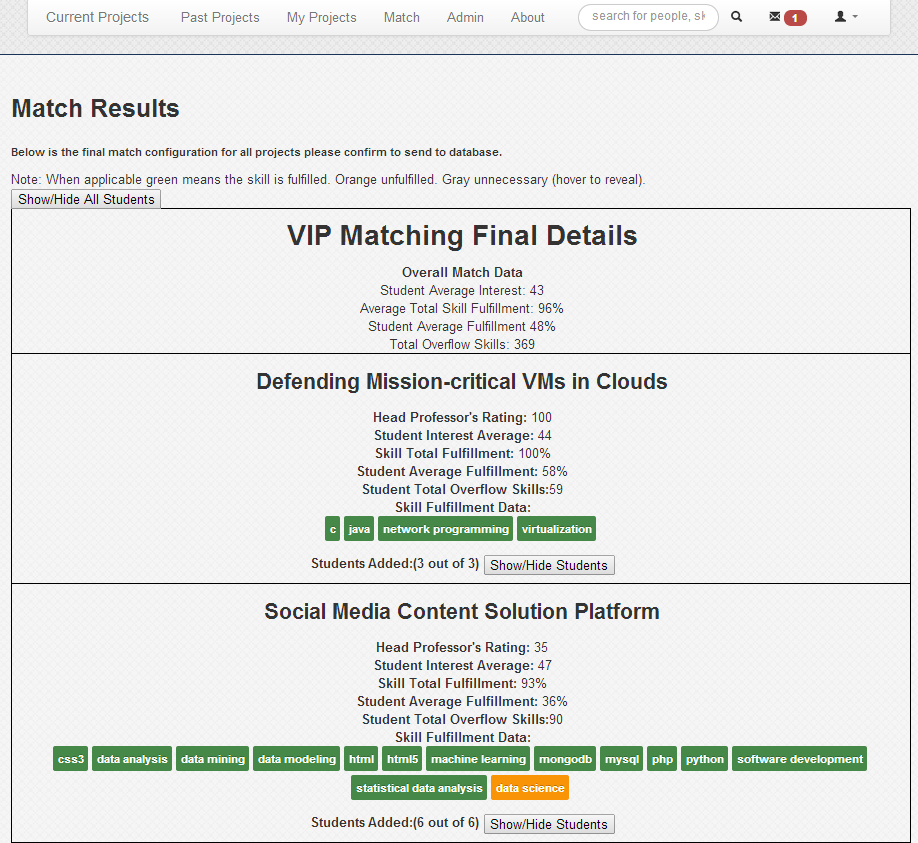 Current Projects Past Projects My Projects Match Admin About search for people, sk 1
Match Results
Below is the final match configuration for all projects please confirm to send to database.
Note: When applicable green means the skill is fulfilled. Orange unfulfilled. Gray unnecessary (hover to reveal).
Show/Hide All Students
VIP Matching Final Details
Overall Match Data
Student Average Interest: 43
Average Total Skill Fulfillment: 96%
Student Average Fulfillment 48%
Total Overflow Skills: 369
Defending Mission-critical VMs in Clouds
Head Professor's Rating: 100
Student Interest Average: 44
Skill Total Fulfillment: 100%
Student Average Fulfillment: 58%
Student Total Overflow Skills:59
Skill Fulfillment Data:
c java network programming virtualization
Students Added:(3 out of 3) Show/Hide Students
Social Media Content Solution Platform
Head Professor's Rating: 35
Student Interest Average: 47
Skill Total Fulfillment: 93%
Student Average Fulfillment: 36%
Student Total Overflow Skills:90
Skill Fulfillment Data:
css3 data analysis data mining data modeling html html5 machine learning mongodb mysql php python software development
statistical data analysis data science
Students Added:(6 out of 6) Show/Hide Students